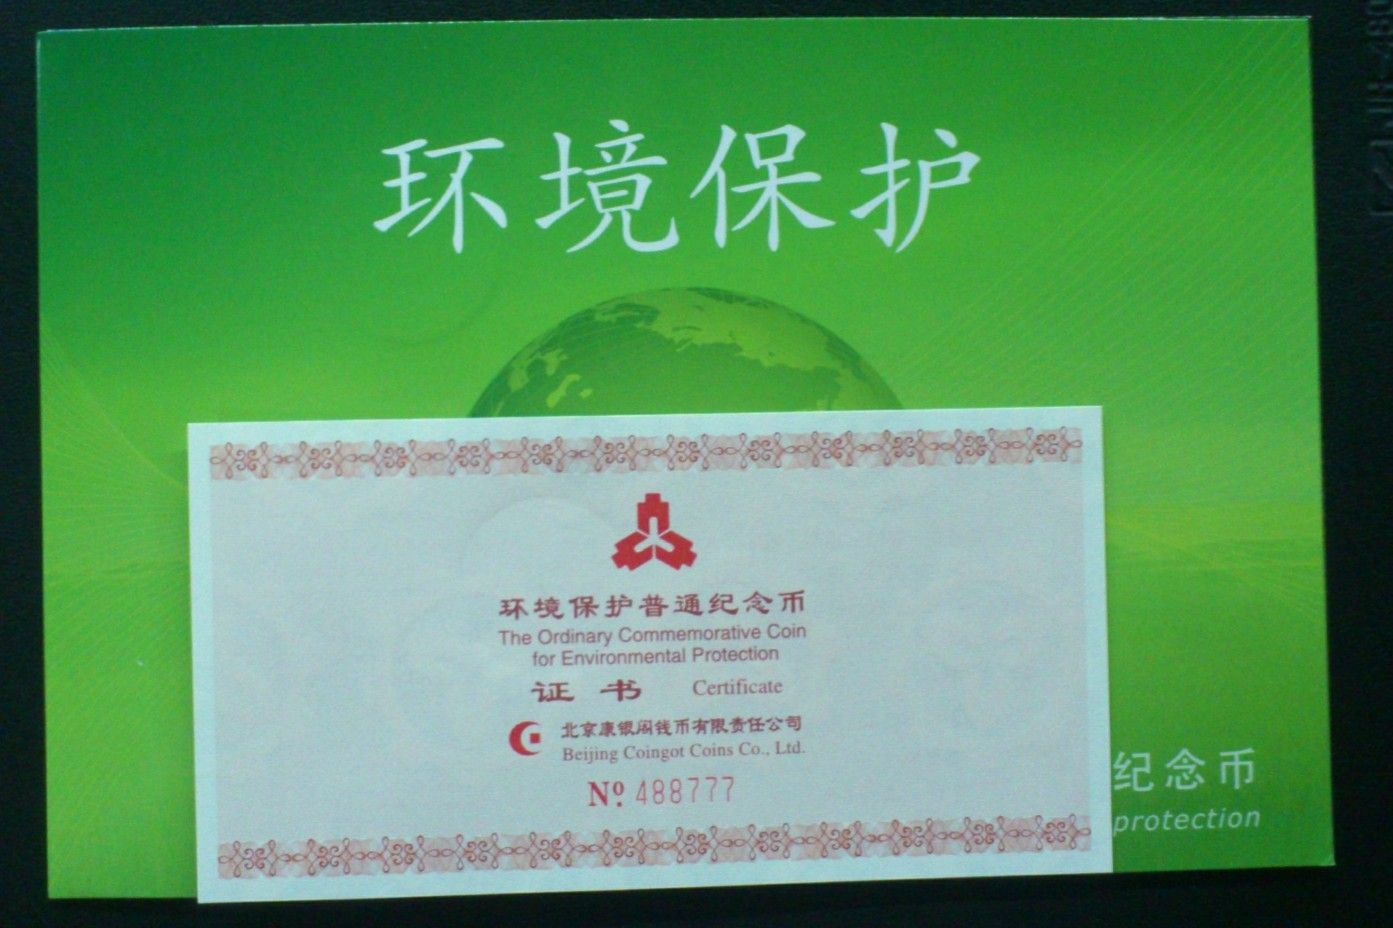 环境保护
环境保护普通纪念币
The Ordinary Commemorative Coin
for Environmental Protection
证书 Certificate
北京康银阁钱币有限责任公司
Beijing Coingot Coins Co., Ltd.
Nº. 488777
纪念币
protection